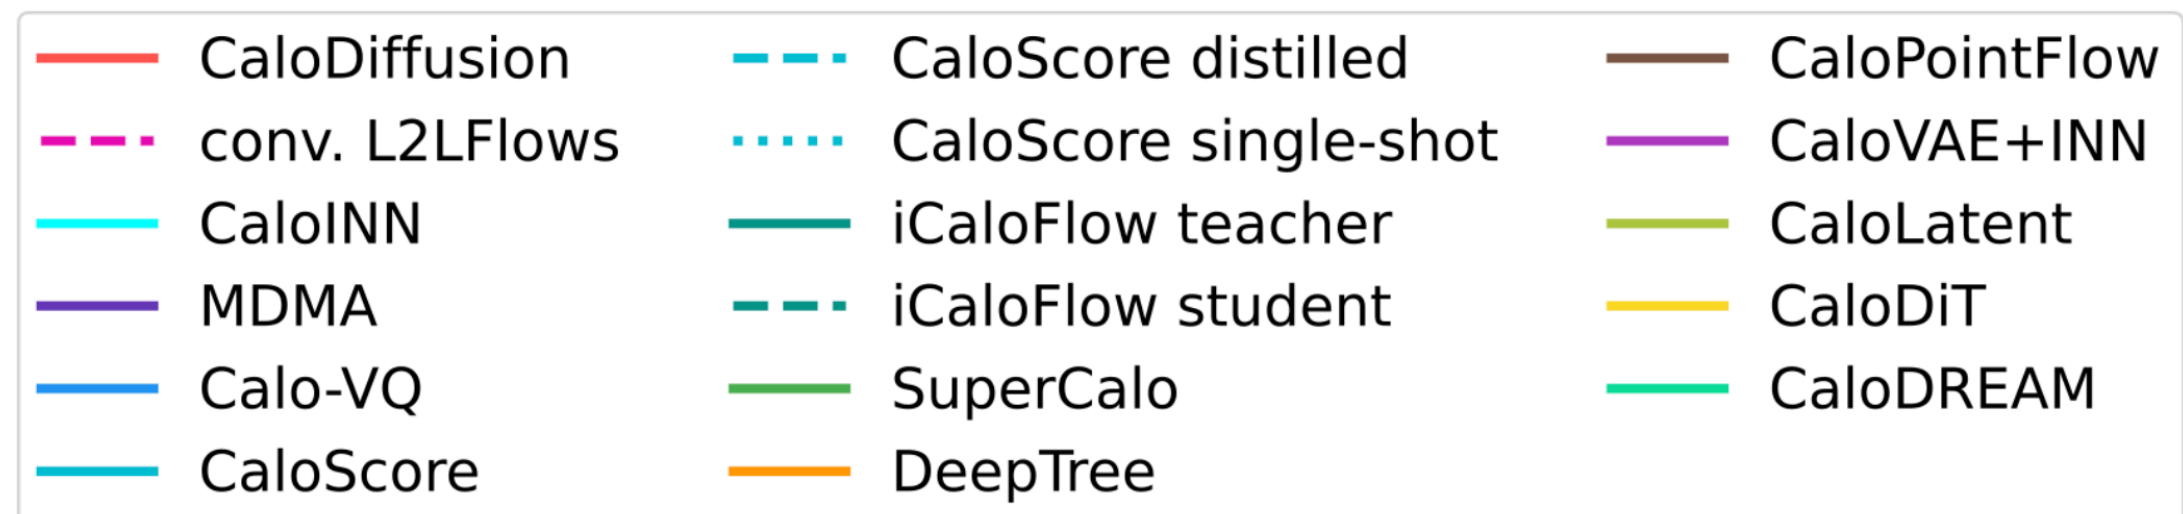 CaloDiffusion
conv. L2LFlows
CaloINN
MDMA
Calo-VQ
CaloScore
CaloScore distilled
CaloScore single-shot
iCaloFlow teacher
iCaloFlow student
SuperCalo
DeepTree
CaloPointFlow
CaloVAE+INN
CaloLatent
CaloDiT
CaloDREAM